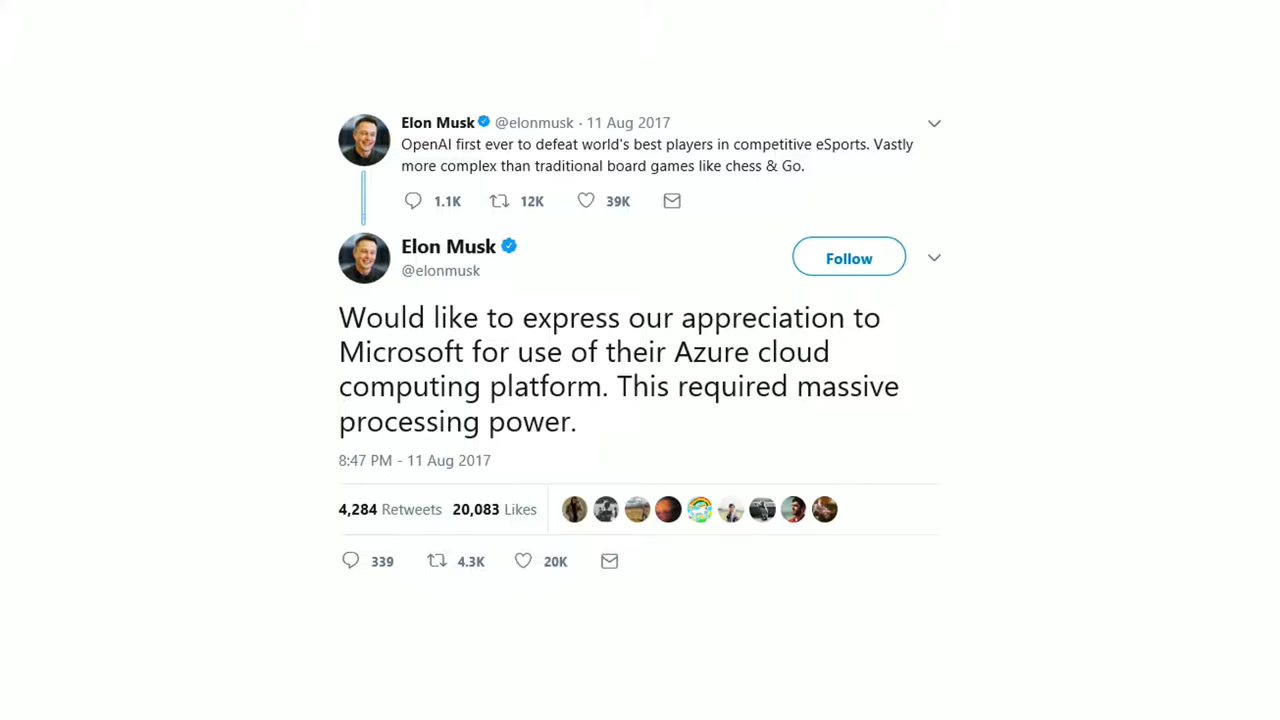 Elon Musk @elonmusk · 11 Aug 2017
OpenAI first ever to defeat world's best players in competitive eSports. Vastly
more complex than traditional board games like chess & Go.
1.1K 12K 39K
Elon Musk
@elonmusk
Follow
Would like to express our appreciation to
Microsoft for use of their Azure cloud
computing platform. This required massive
processing power.
8:47 PM - 11 Aug 2017
4,284 Retweets 20,083 Likes
339 4.3K 20K